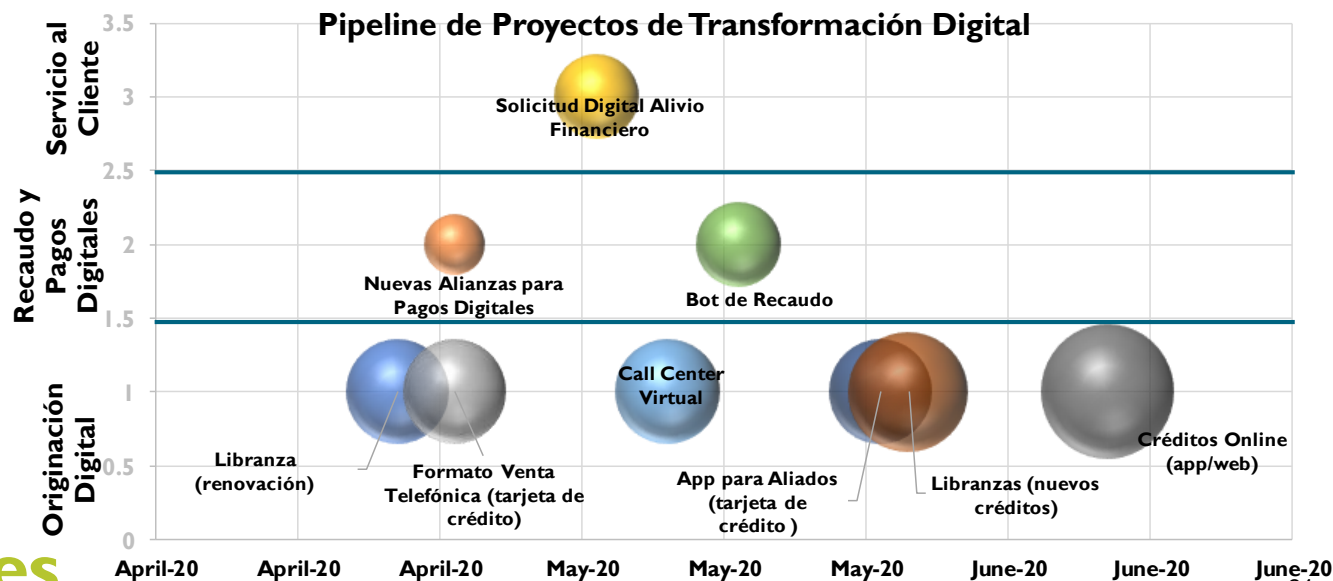 Pipeline de Proyectos de Transformación Digital
3.5
3
2.5
2
1.5
1
0.5
0
Servicio al
Cliente
Recaudo y
Pagos
Digitales
Originación
Digital
Solicitud Digital Alivio
Financiero
Nuevas Alianzas para
Pagos Digitales
Bot de Recaudo
Call Center
Virtual
Libranza
(renovación)
Formato Venta
Telefónica (tarjeta de
crédito)
App para Aliados
(tarjeta de
crédito )
Libranzas (nuevos
créditos)
Créditos Online
(app/web)
es
April-20
April-20
April-20
May-20
May-20
May-20
June-20
June-20
June-20